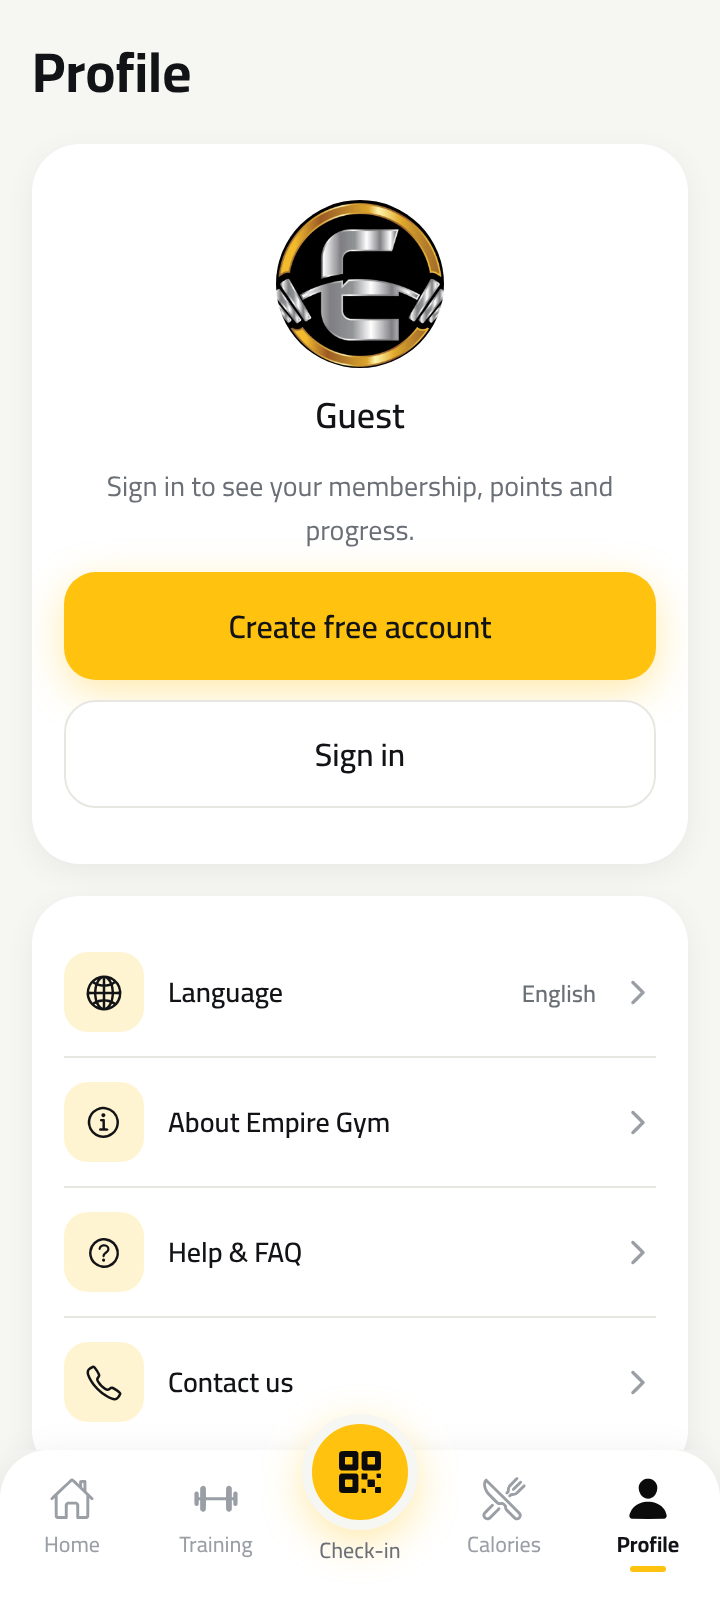 Profile
E
Guest
Sign in to see your membership, points and
progress.
Create free account
Sign in
Language
English
About Empire Gym
Help & FAQ
Contact us
Home
Training
Check-in
Calories
Profile